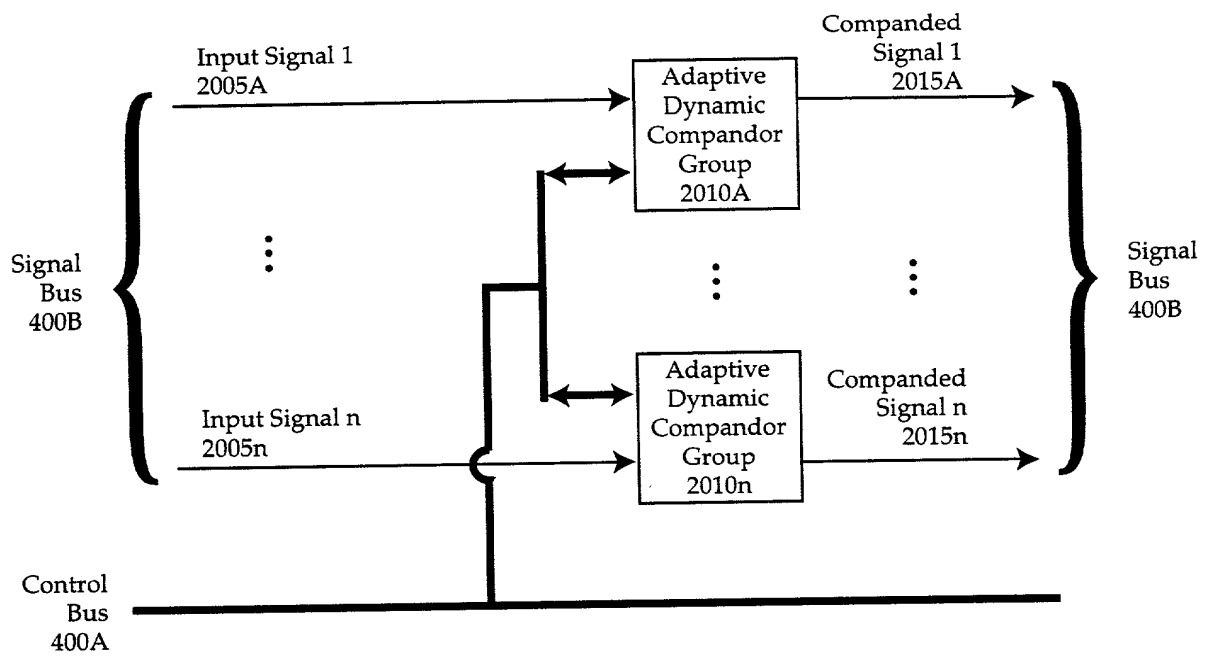 Input Signal 1
2005A
Adaptive
Dynamic
Compandor
Group
2010A
Companded
Signal 1
2015A
Signal
Bus
400B
Signal
Bus
400B
Input Signal n
2005n
Adaptive
Dynamic
Compandor
Group
2010n
Companded
Signal n
2015n
Control
Bus
400A